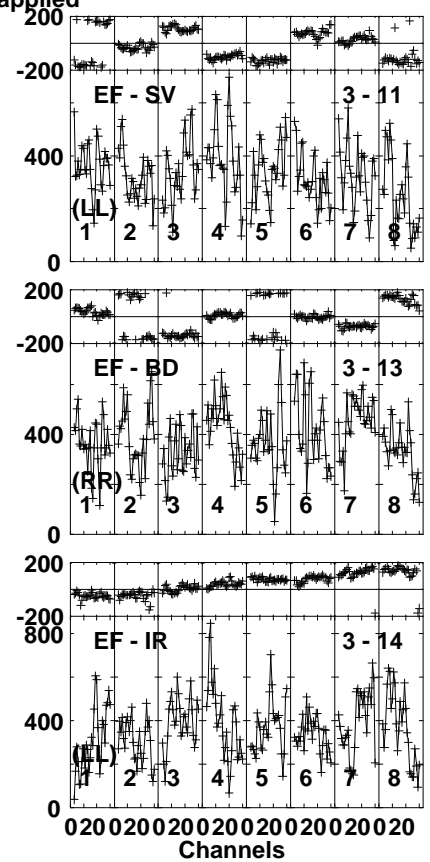 applied
-200
EF - SV 3 - 11
400
(LL)
1 2 3 4 5 6 7 8
0
200
-200
EF - BD 3 - 13
400
(RR)
1 2 3 4 5 6 7 8
0
200
-200
800
EF - IR 3 - 14
400
(LL)
1 2 3 4 5 6 7 8
0
0 20 0 20 0 20 0 20 0 20 0 20 0 20 0 20
Channels